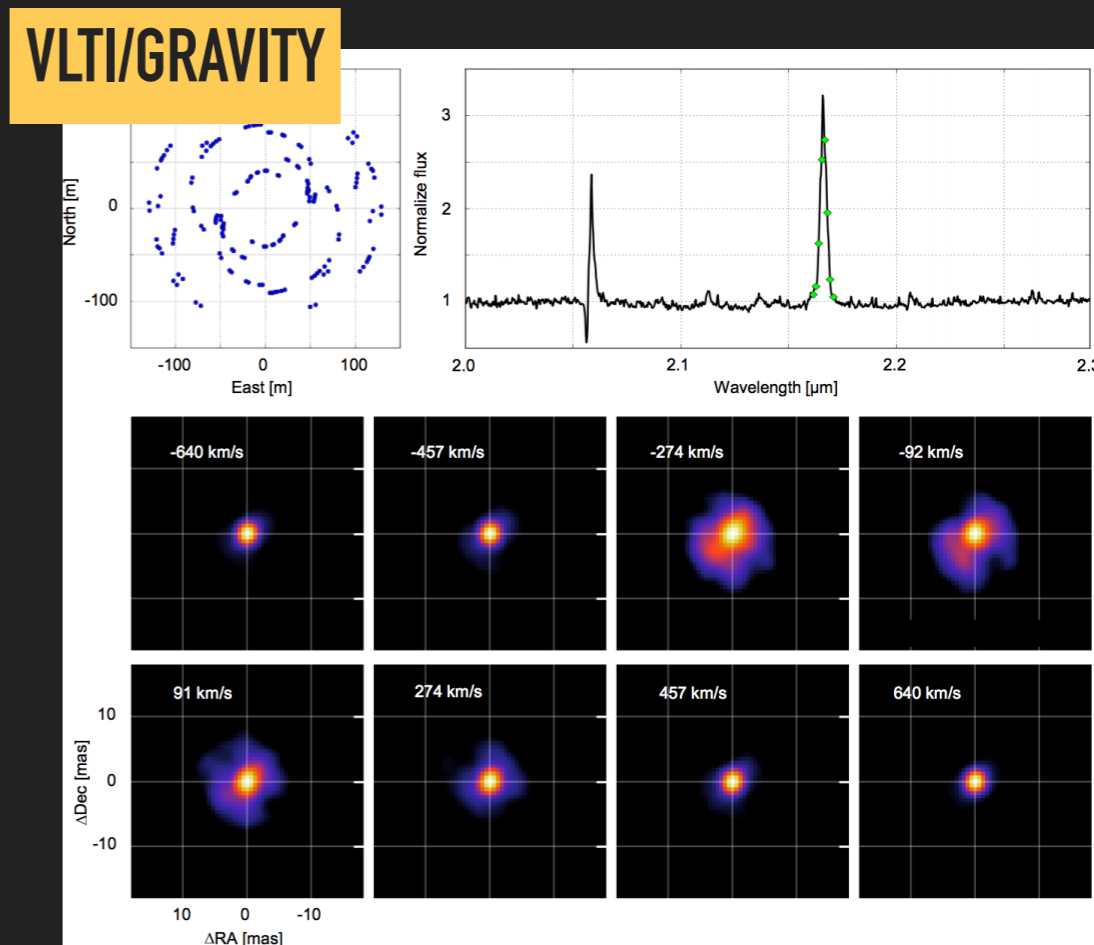 VLTI/GRAVITY
North [m]
0
-100
-100
0
100
East [m]
Normalize flux
3
2
1
2.0
2.1
2.2
2.3
Wavelength [μm]
-640 km/s
-457 km/s
-274 km/s
-92 km/s
91 km/s
274 km/s
457 km/s
640 km/s
ΔDec [mas]
10
0
-10
10
0
-10
ΔRA [mas]